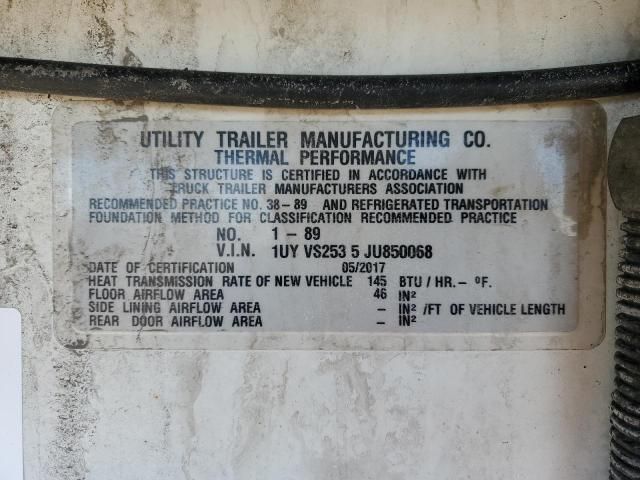 UTILITY TRAILER MANUFACTURING CO.
THERMAL PERFORMANCE
THIS STRUCTURE IS CERTIFIED IN ACCORDANCE WITH
TRUCK TRAILER MANUFACTURERS ASSOCIATION
RECOMMENDED PRACTICE NO. 38-89 AND REFRIGERATED TRANSPORTATION
FOUNDATION METHOD FOR CLASSIFICATION RECOMMENDED PRACTICE
NO. 1 - 89
V.I.N. 1UY VS253 5 JU850068
DATE OF CERTIFICATION 05/2017
HEAT TRANSMISSION RATE OF NEW VEHICLE 145 BTU / HR.- ºF.
FLOOR AIRFLOW AREA 46 IN²
SIDE LINING AIRFLOW AREA - IN² /FT OF VEHICLE LENGTH
REAR DOOR AIRFLOW AREA - IN²